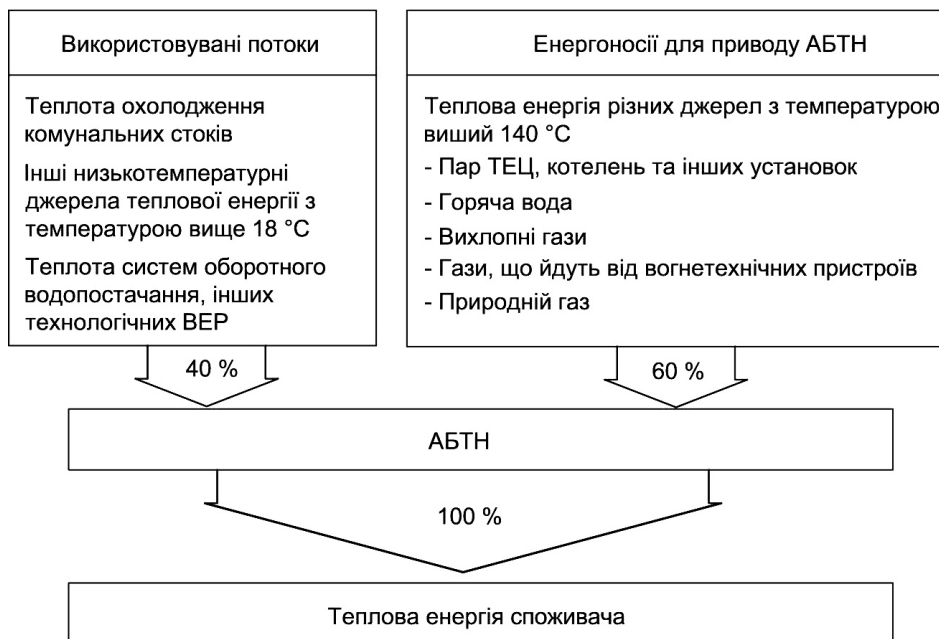 Використовувані потоки
Теплота охолодження
комунальних стоків
Інші низькотемпературні
джерела теплової енергії з
температурою вище 18 °С
Теплота систем оборотного
водопостачання, інших
технологічних ВЕР
Енергоносії для приводу АБТН
Теплова енергія різних джерел з температурою
виший 140 °С
- Пар ТЕЦ, котелень та інших установок
- Горяча вода
- Вихлопні гази
- Гази, що йдуть від вогнетехнічних пристроїв
- Природній газ
40 %
60 %
АБТН
100 %
Теплова енергія споживача